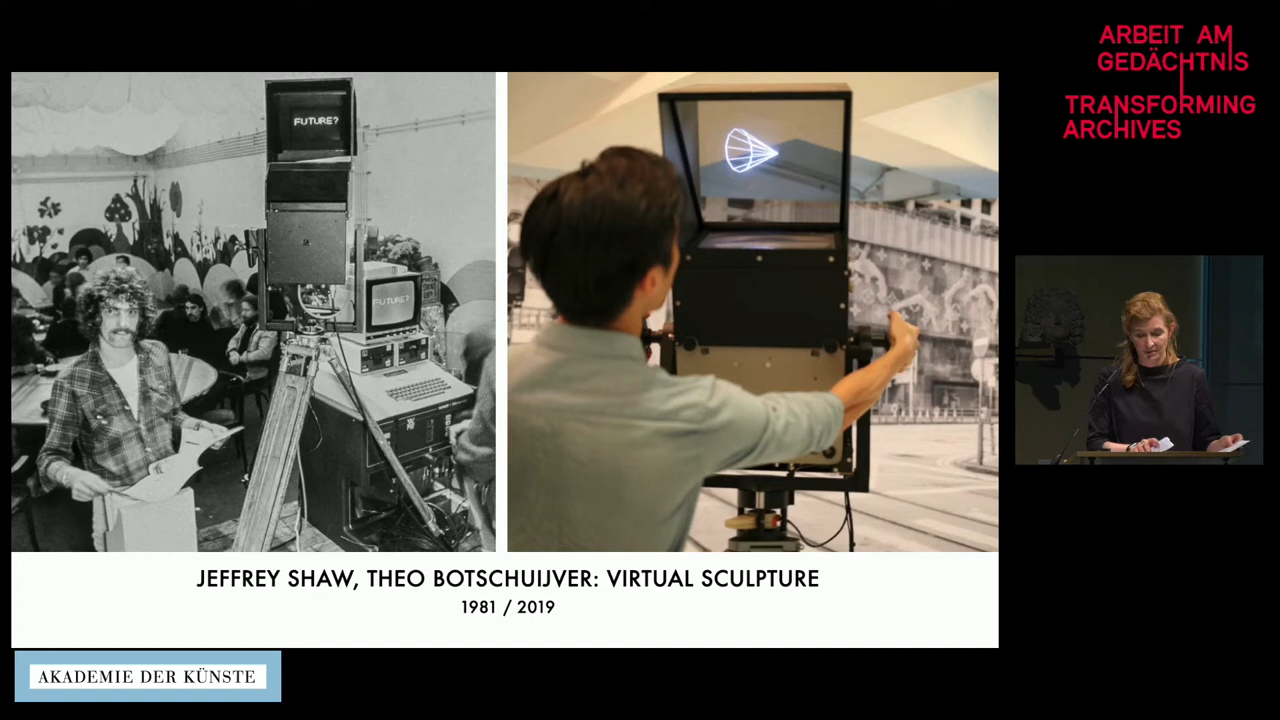 ARBEIT AM
GEDÄCHTNIS
TRANSFORMING
ARCHIVES
FUTURE?
FUTURE?
JEFFREY SHAW, THEO BOTSCHUIJVER: VIRTUAL SCULPTURE
1981 / 2019
AKADEMIE DER KÜNSTE